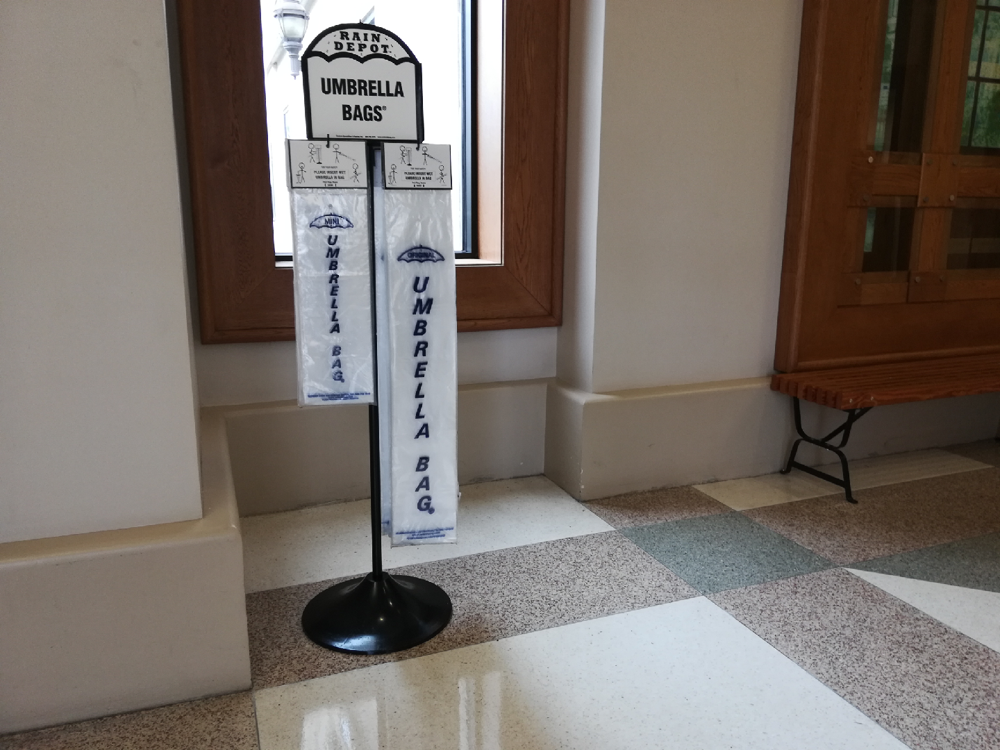 RAIN
DEPOT
UMBRELLA
BAGS®
PLEASE INSERT WET
UMBRELLA IN BAG
PLEASE INSERT WET
UMBRELLA IN BAG
MINI
UMBRELLA BAG®
ORIGINAL
UMBRELLA BAG®